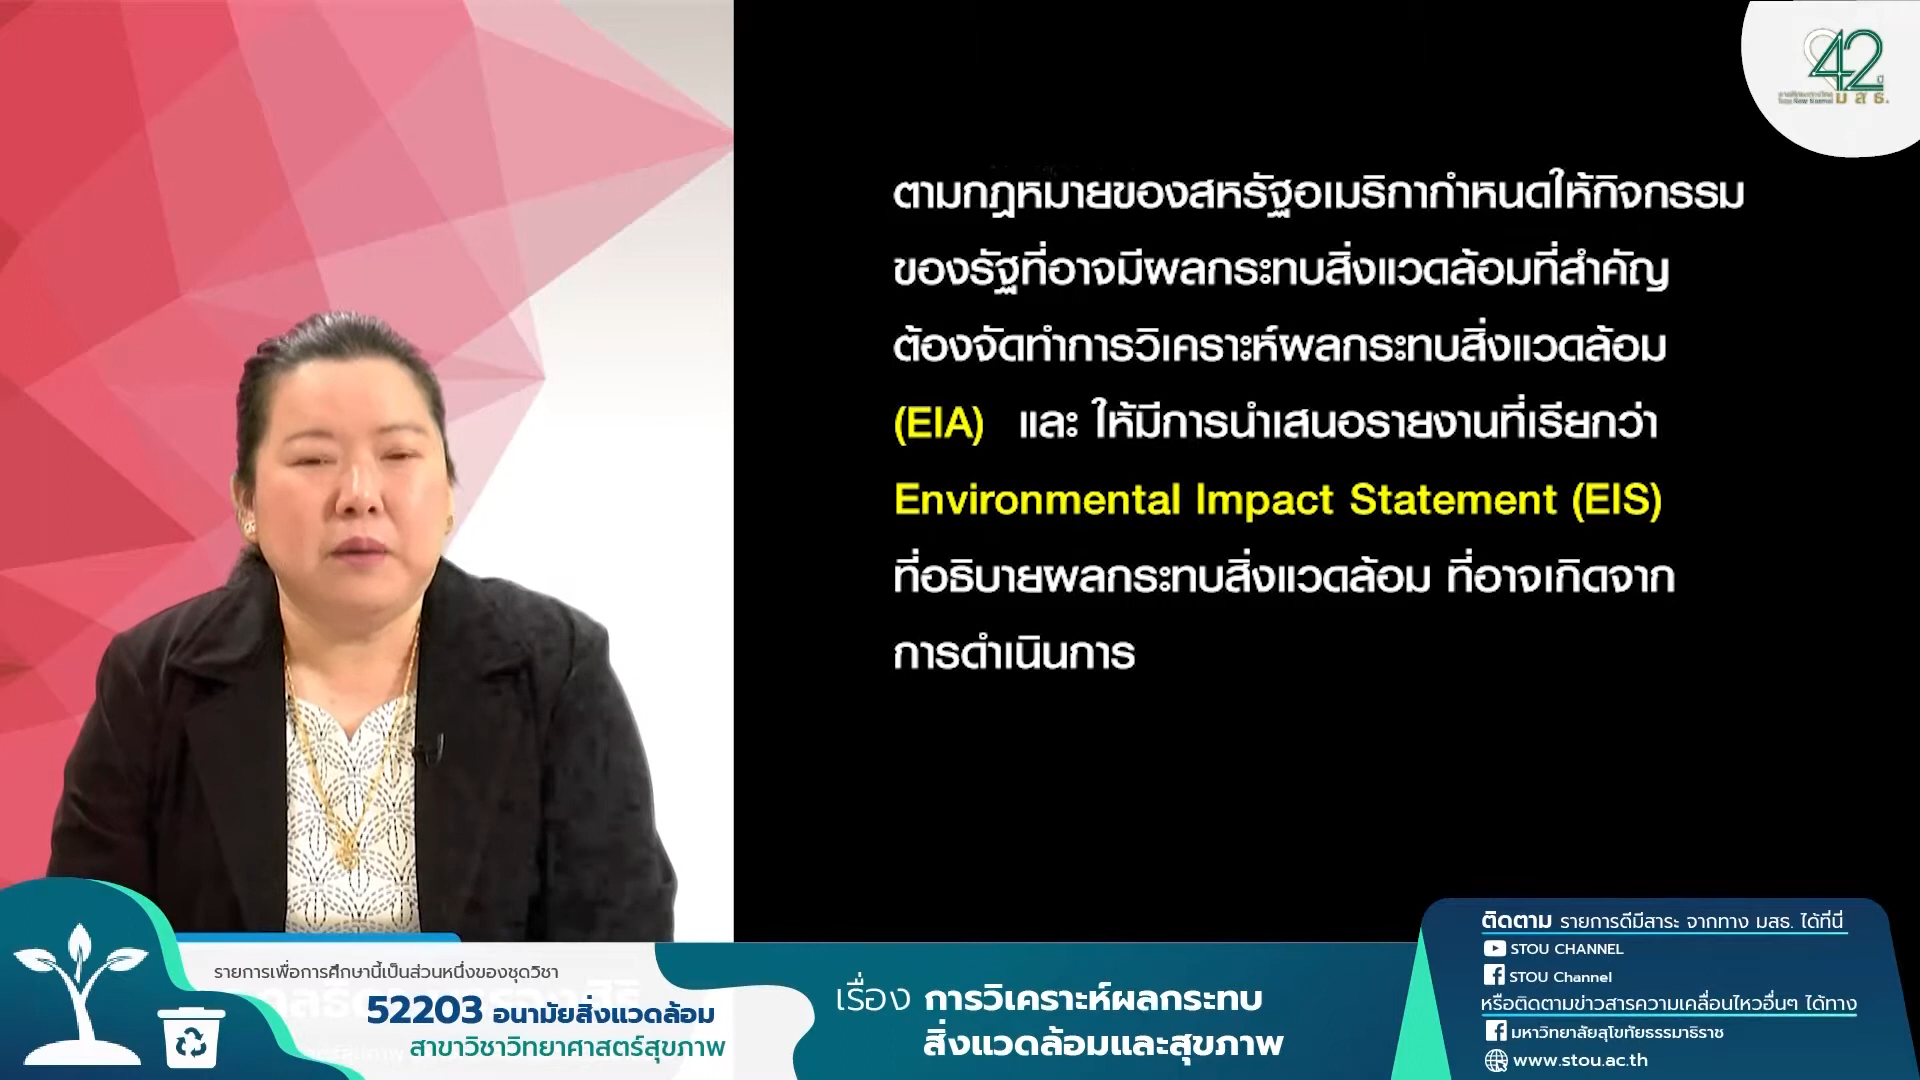 42
ปี
มสธ.
ตามกฎหมายของสหรัฐอเมริกากำหนดให้กิจกรรม
ของรัฐที่อาจมีผลกระทบสิ่งแวดล้อมที่สำคัญ
ต้องจัดทำการวิเคราะห์ผลกระทบสิ่งแวดล้อม
(EIA) และ ให้มีการนำเสนอรายงานที่เรียกว่า
Environmental Impact Statement (EIS)
ที่อธิบายผลกระทบสิ่งแวดล้อม ที่อาจเกิดจาก
การดำเนินการ
รายการเพื่อการศึกษานี้เป็นส่วนหนึ่งของชุดวิชา
52203 อนามัยสิ่งแวดล้อม
สาขาวิชาวิทยาศาสตร์สุขภาพ
เรื่อง การวิเคราะห์ผลกระทบ
สิ่งแวดล้อมและสุขภาพ
ติดตาม รายการดีมีสาระ จากทาง มสธ. ได้ที่นี่
STOU CHANNEL
STOU Channel
หรือติดตามข่าวสารความเคลื่อนไหวอื่นๆ ได้ทาง
มหาวิทยาลัยสุโขทัยธรรมาธิราช
www.stou.ac.th